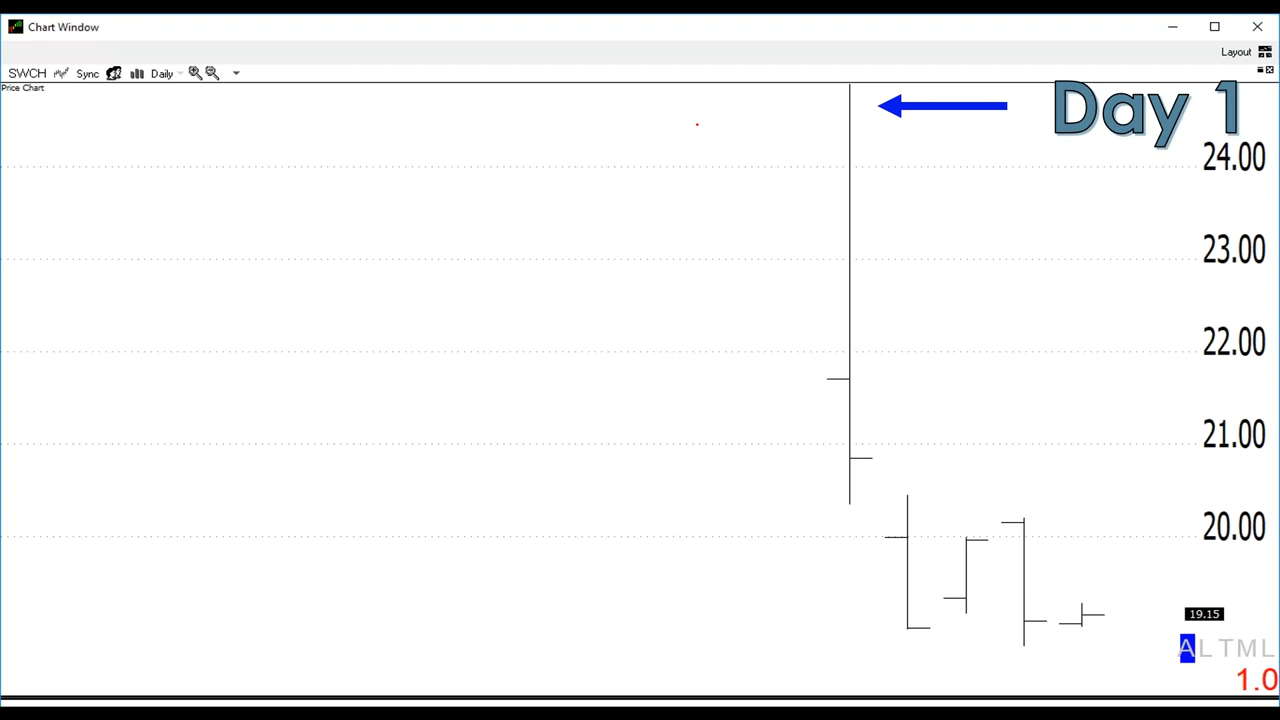 Chart Window
Layout
SWCH Sync Daily
Price Chart
Day 1
24.00
23.00
22.00
21.00
20.00
19.15
ALTML
1.0